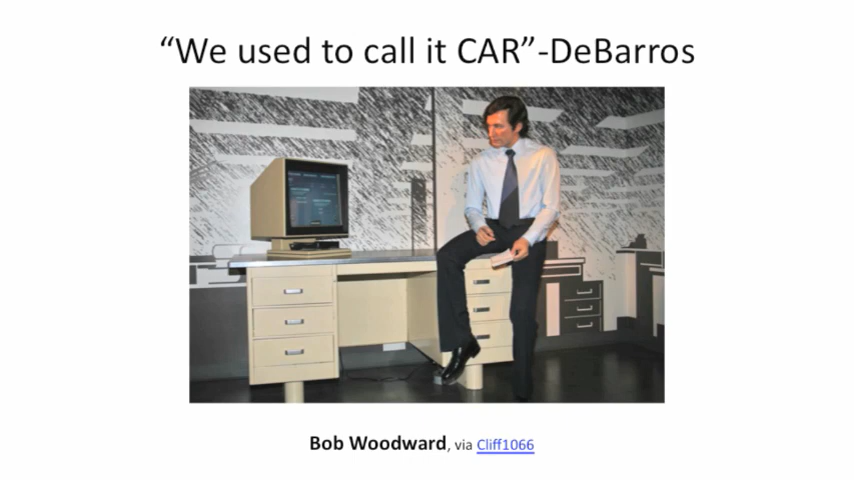 “We used to call it CAR”-DeBarros
Bob Woodward, via Cliff1066